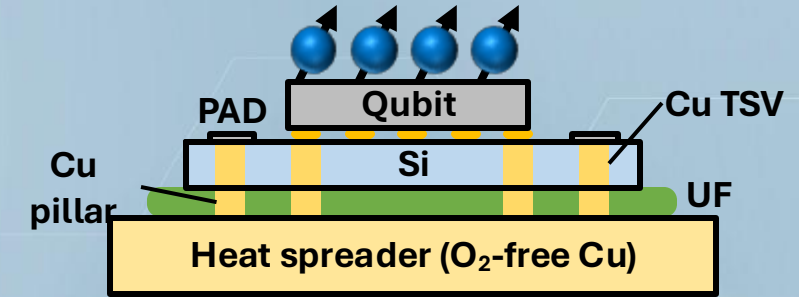 Qubit
PAD
Cu TSV
Si
Cu
pillar
UF
Heat spreader (O₂-free Cu)